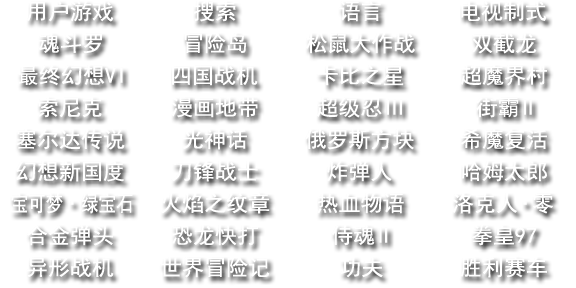 用户游戏 搜索 语言 电视制式
魂斗罗 冒险岛 松鼠大作战 双截龙
最终幻想VI 四国战机 卡比之星 超魔界村
索尼克 漫画地带 超级忍III 街霸II
塞尔达传说 光神话 俄罗斯方块 希魔复活
幻想新国度 刀锋战士 炸弹人 哈姆太郎
宝可梦·绿宝石 火焰之纹章 热血物语 洛克人·零
合金弹头 恐龙快打 侍魂II 拳皇97
异形战机 世界冒险记 功夫 胜利赛车